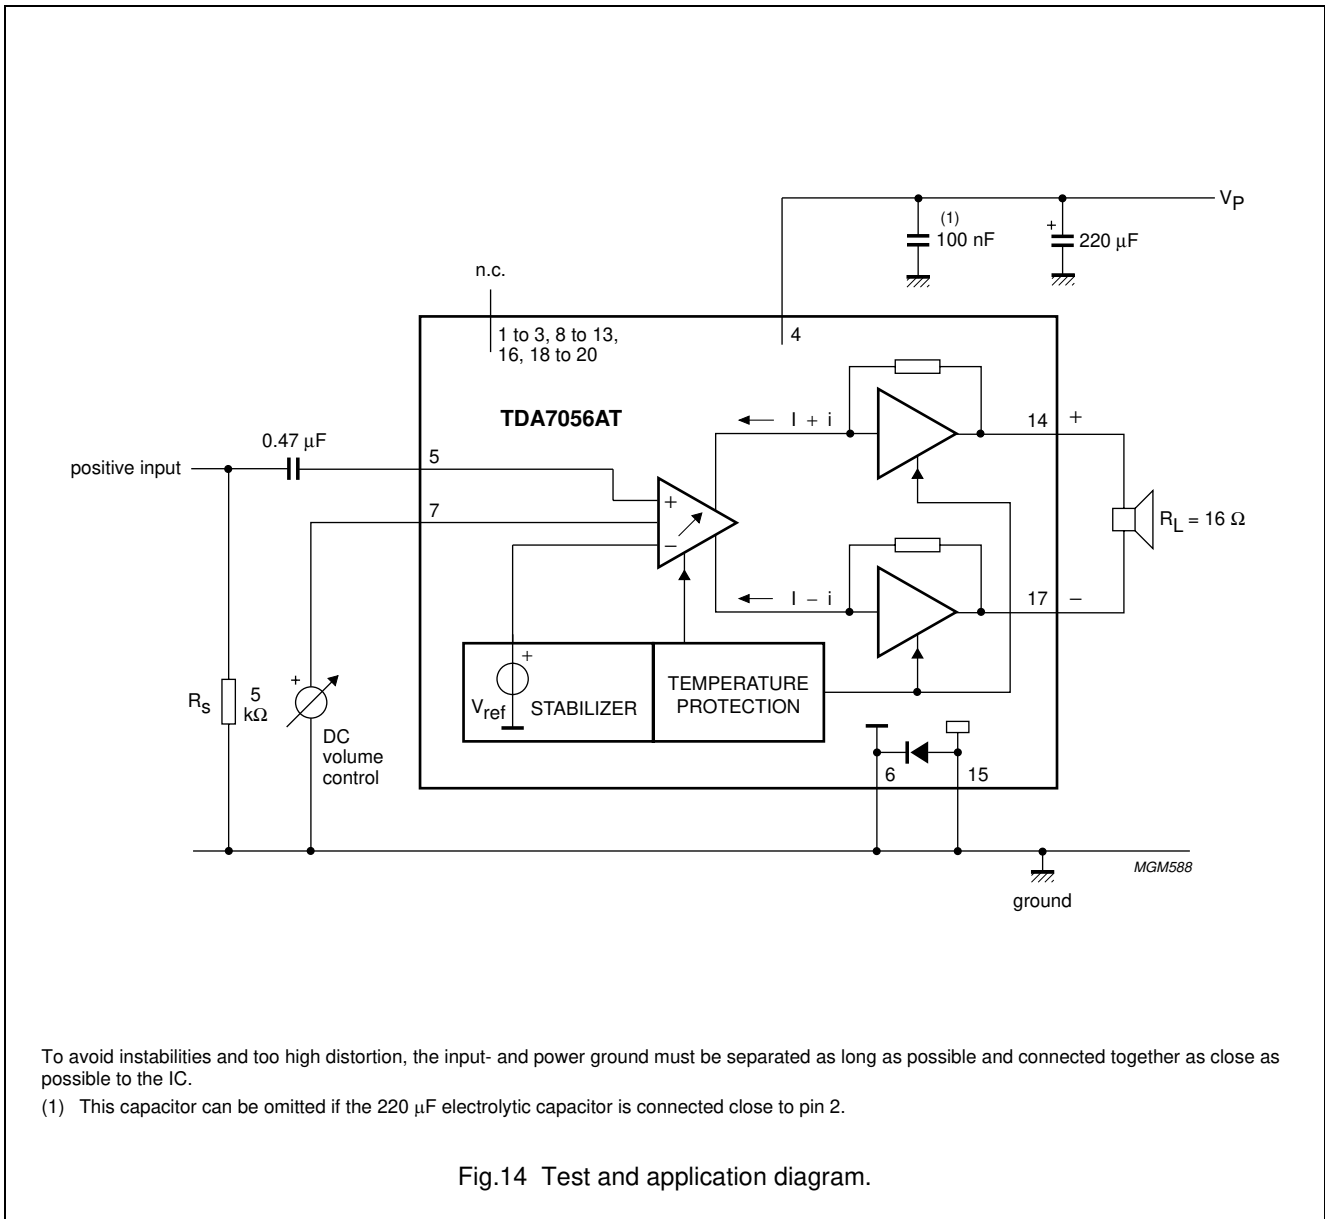 V_P
(1)
+
100 nF
220 μF
n.c.
1 to 3, 8 to 13,
16, 18 to 20
4
TDA7056AT
I + i
14
+
0.47 μF
positive input
5
+
7
R_L = 16 Ω
−
I − i
17
−
+
TEMPERATURE
PROTECTION
V_ref
STABILIZER
+
R_s
5
kΩ
DC
volume
control
6
15
MGM588
ground
To avoid instabilities and too high distortion, the input- and power ground must be separated as long as possible and connected together as close as
possible to the IC.
(1) This capacitor can be omitted if the 220 μF electrolytic capacitor is connected close to pin 2.
Fig.14 Test and application diagram.